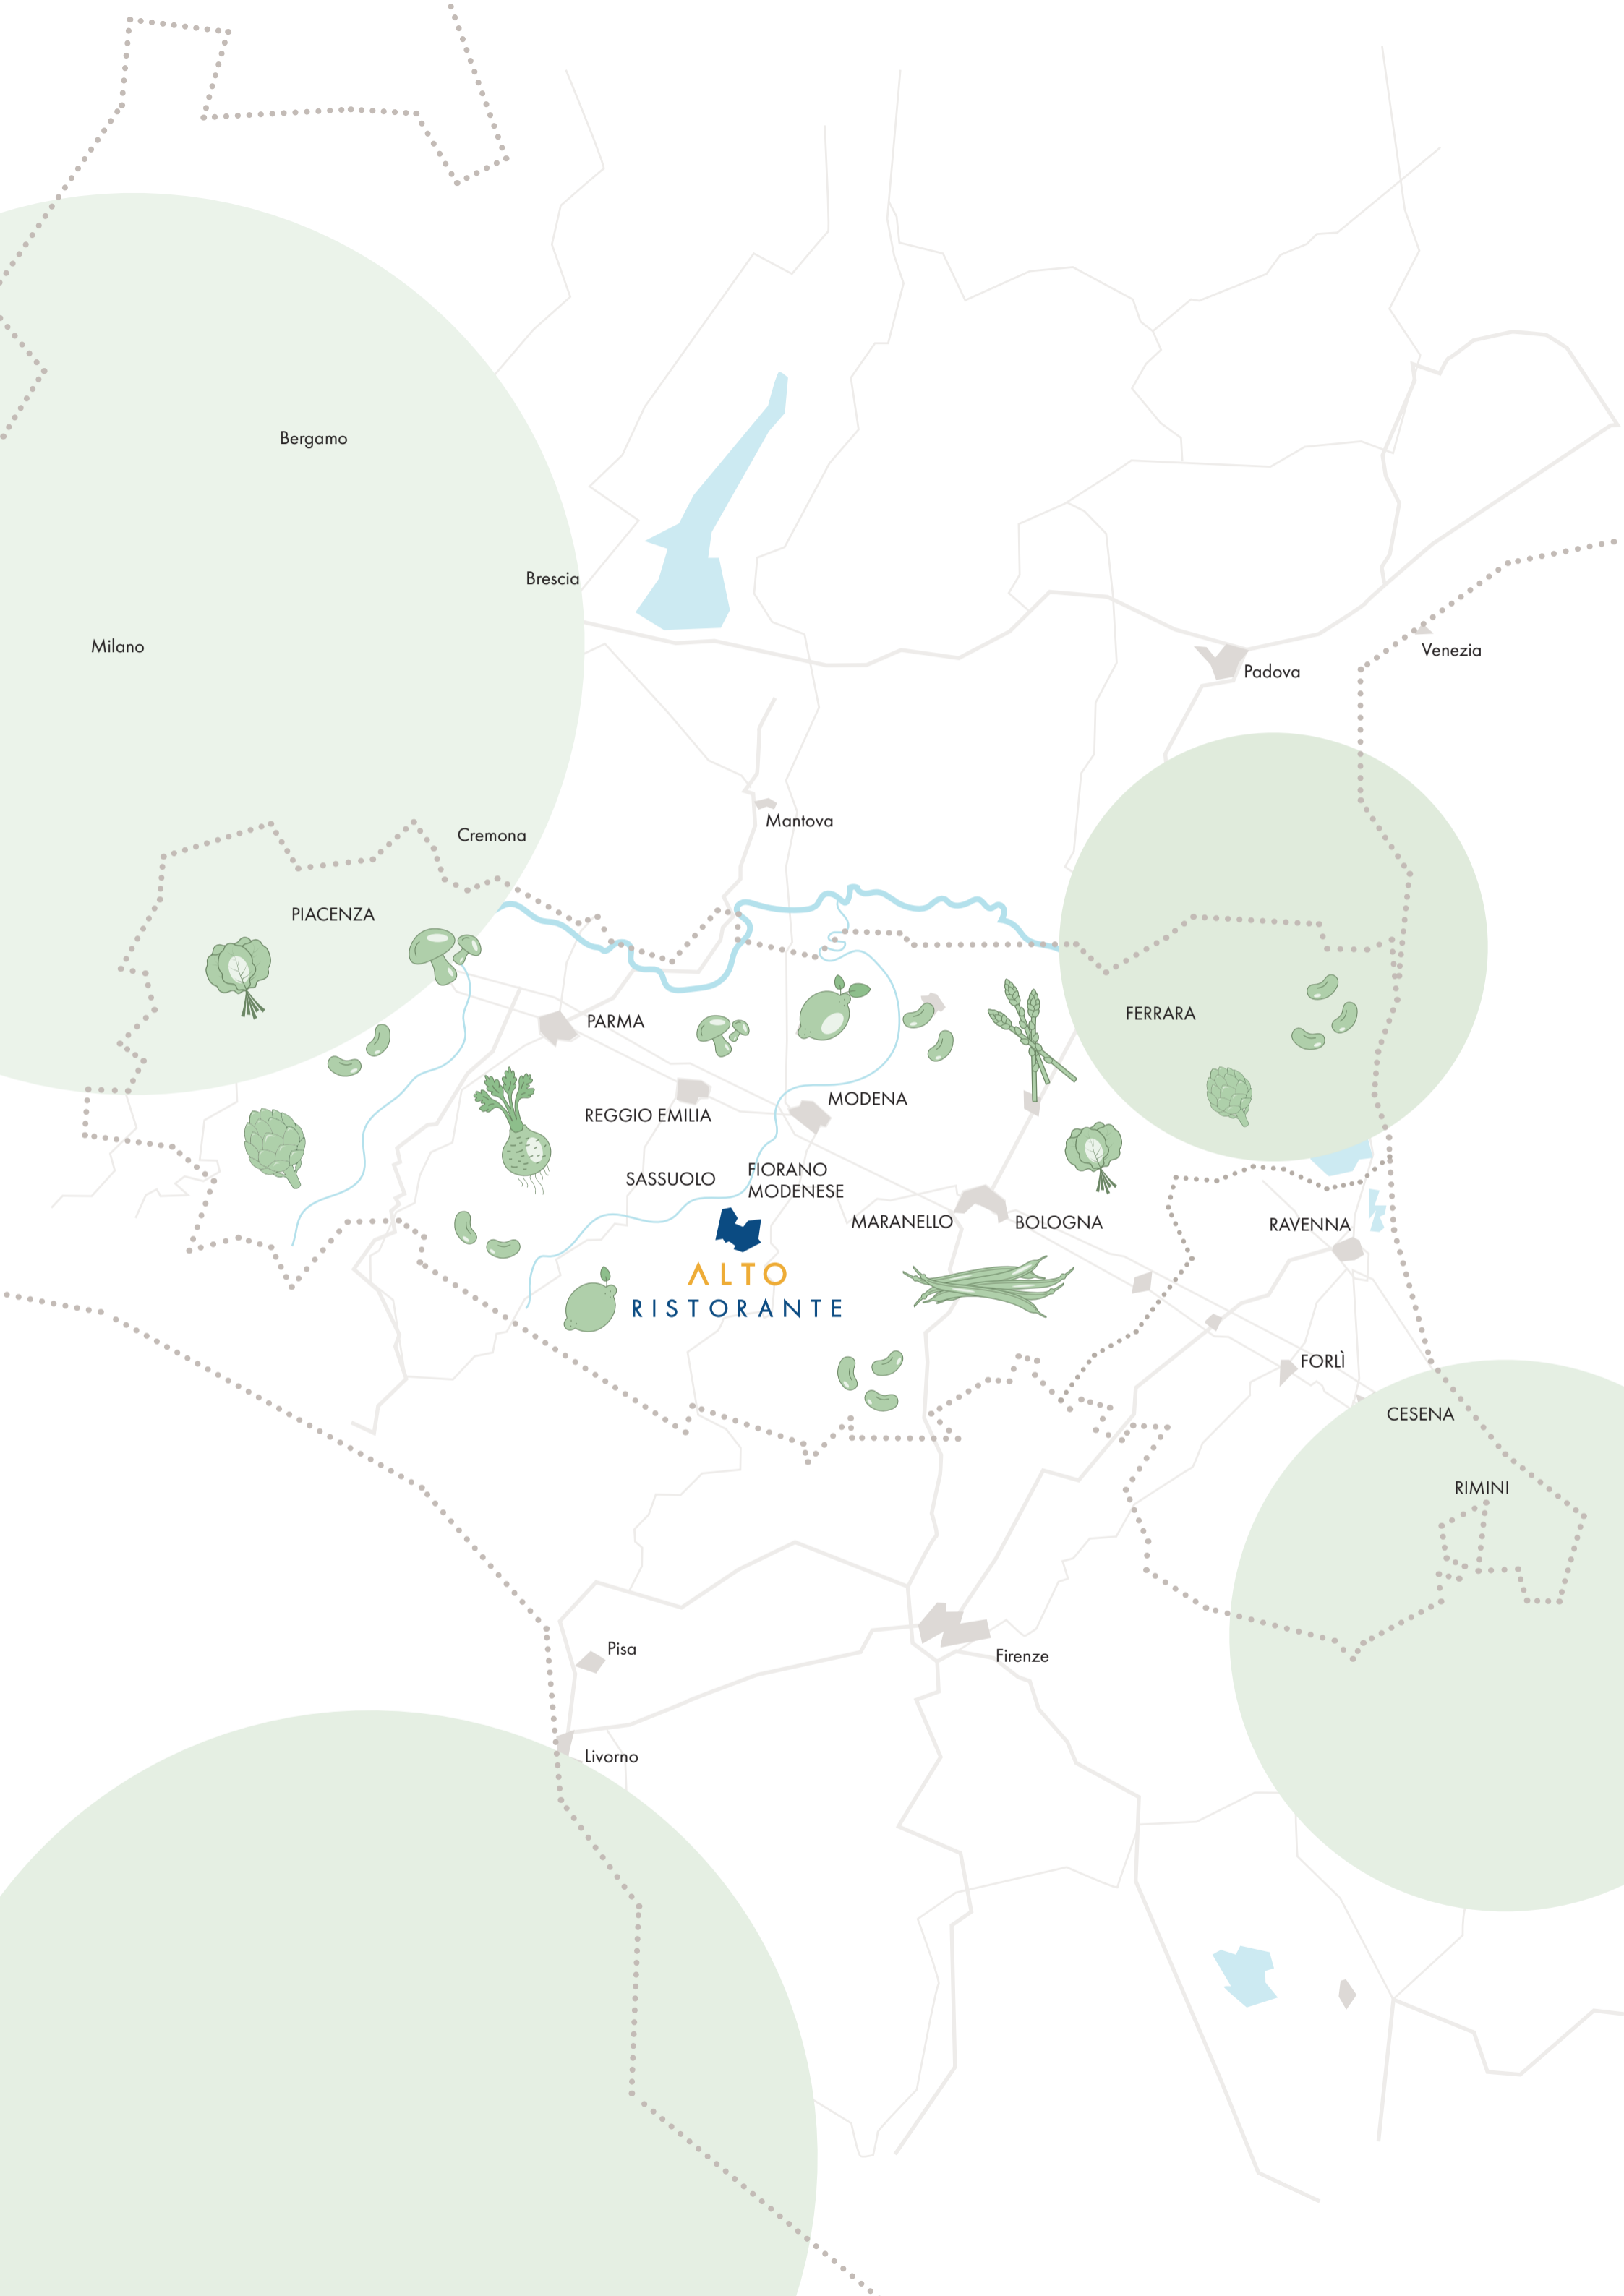 Bergamo
Brescia
Milano
Venezia
Padova
Mantova
Cremona
PIACENZA
FERRARA
PARMA
MODENA
REGGIO EMILIA
SASSUOLO
FIORANO
MODENESE
MARANELLO
BOLOGNA
RAVENNA
ALTO
RISTORANTE
FORLÌ
CESENA
RIMINI
Pisa
Firenze
Livorno